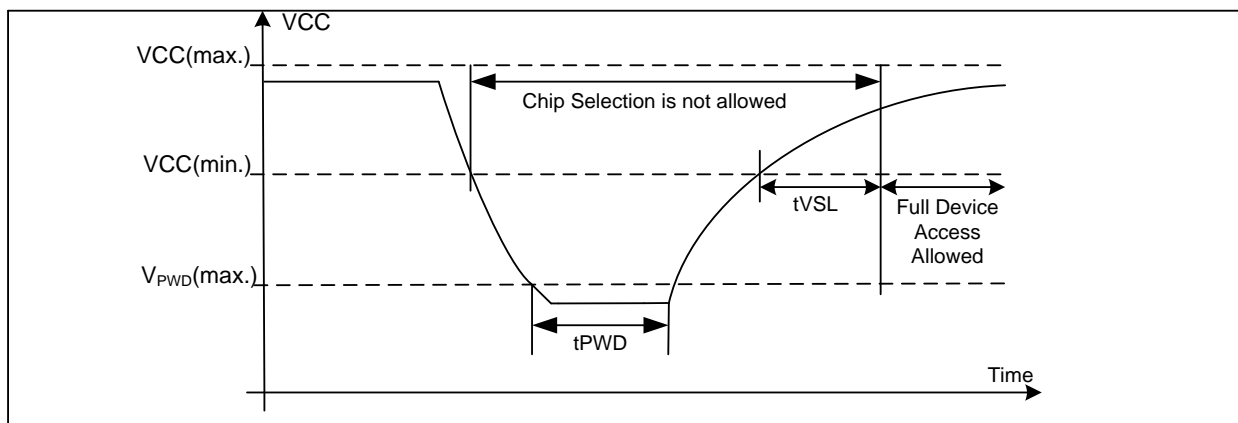 VCC
VCC(max.)
Chip Selection is not allowed
VCC(min.)
tVSL
Full Device
Access
Allowed
VPWD(max.)
tPWD
Time